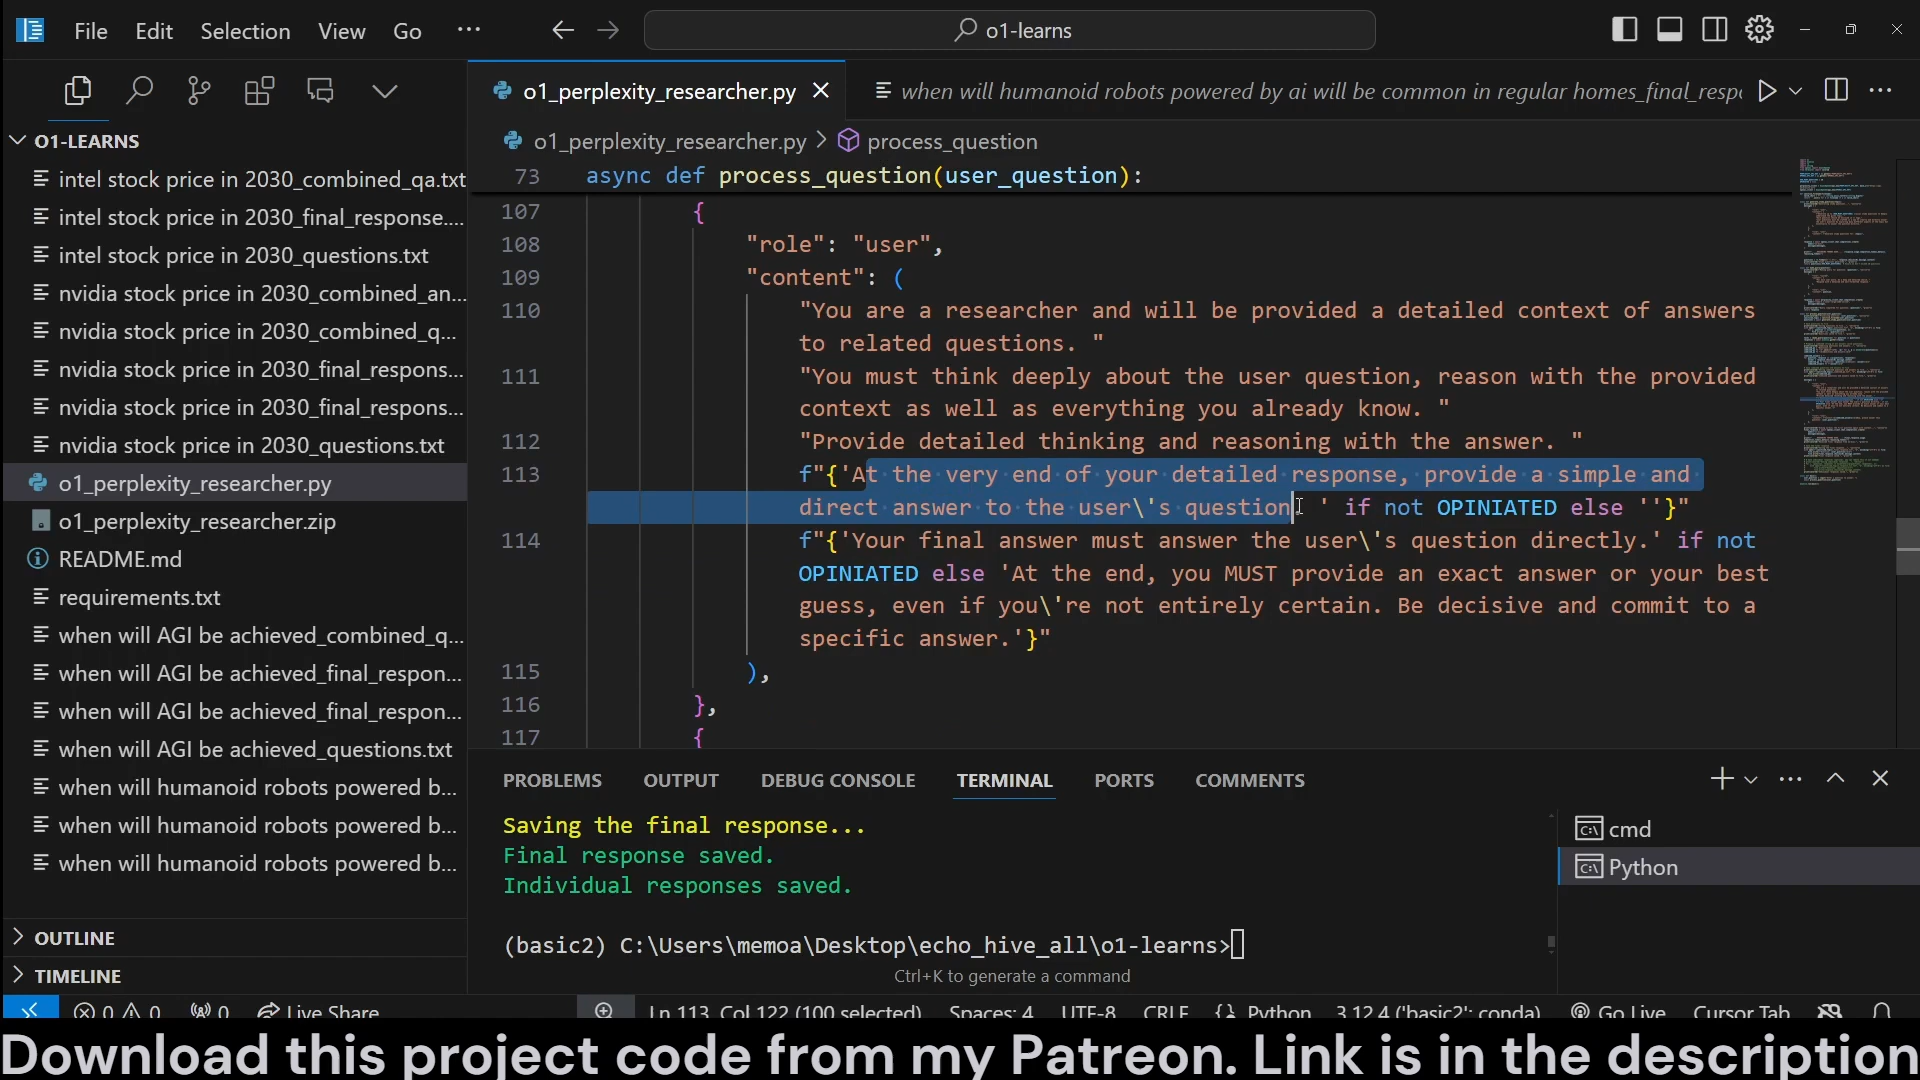 File Edit Selection View Go ··· o1-learns
o1_perplexity_researcher.py when will humanoid robots powered by ai will be common in regular homes_final_resp
O1-LEARNS
o1_perplexity_researcher.py > process_question
intel stock price in 2030_combined_qa.txt
intel stock price in 2030_final_response....
intel stock price in 2030_questions.txt
nvidia stock price in 2030_combined_an...
nvidia stock price in 2030_combined_q...
nvidia stock price in 2030_final_respons...
nvidia stock price in 2030_final_respons...
nvidia stock price in 2030_questions.txt
o1_perplexity_researcher.py
o1_perplexity_researcher.zip
README.md
requirements.txt
when will AGI be achieved_combined_q...
when will AGI be achieved_final_respon...
when will AGI be achieved_final_respon...
when will AGI be achieved_questions.txt
when will humanoid robots powered b...
when will humanoid robots powered b...
when will humanoid robots powered b...
OUTLINE
TIMELINE
73 async def process_question(user_question):
107 {
108 "role": "user",
109 "content": (
110 "You are a researcher and will be provided a detailed context of answers
to related questions. "
111 "You must think deeply about the user question, reason with the provided
context as well as everything you already know. "
112 "Provide detailed thinking and reasoning with the answer. "
113 f"{'At the very end of your detailed response, provide a simple and
direct answer to the user\'s question. ' if not OPINIATED else ''}"
114 f"{'Your final answer must answer the user\'s question directly.' if not
OPINIATED else 'At the end, you MUST provide an exact answer or your best
guess, even if you\'re not entirely certain. Be decisive and commit to a
specific answer.'}"
115 ),
116 },
117 {
PROBLEMS OUTPUT DEBUG CONSOLE TERMINAL PORTS COMMENTS
Saving the final response...
Final response saved.
Individual responses saved.
(basic2) C:\Users\memoa\Desktop\echo_hive_all\o1-learns>
Ctrl+K to generate a command
cmd
Python
0 0 0 Live Share Ln 113, Col 122 (100 selected) Spaces: 4 UTF-8 CRLF {} Python 3.12.4 ('basic2': conda) Go Live Cursor Tab
Download this project code from my Patreon. Link is in the description